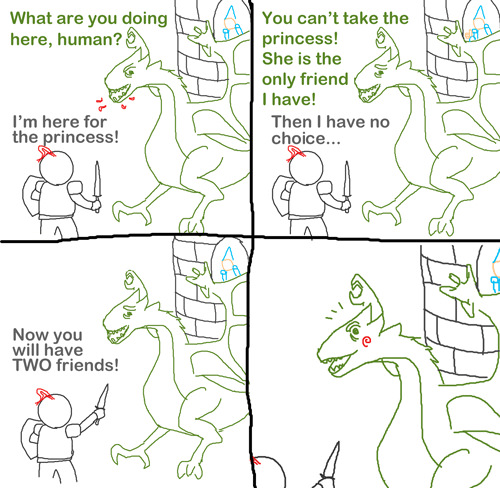 What are you doing
here, human?
I'm here for
the princess!
You can't take the
princess!
She is the
only friend
I have!
Then I have no
choice...
Now you
will have
TWO friends!